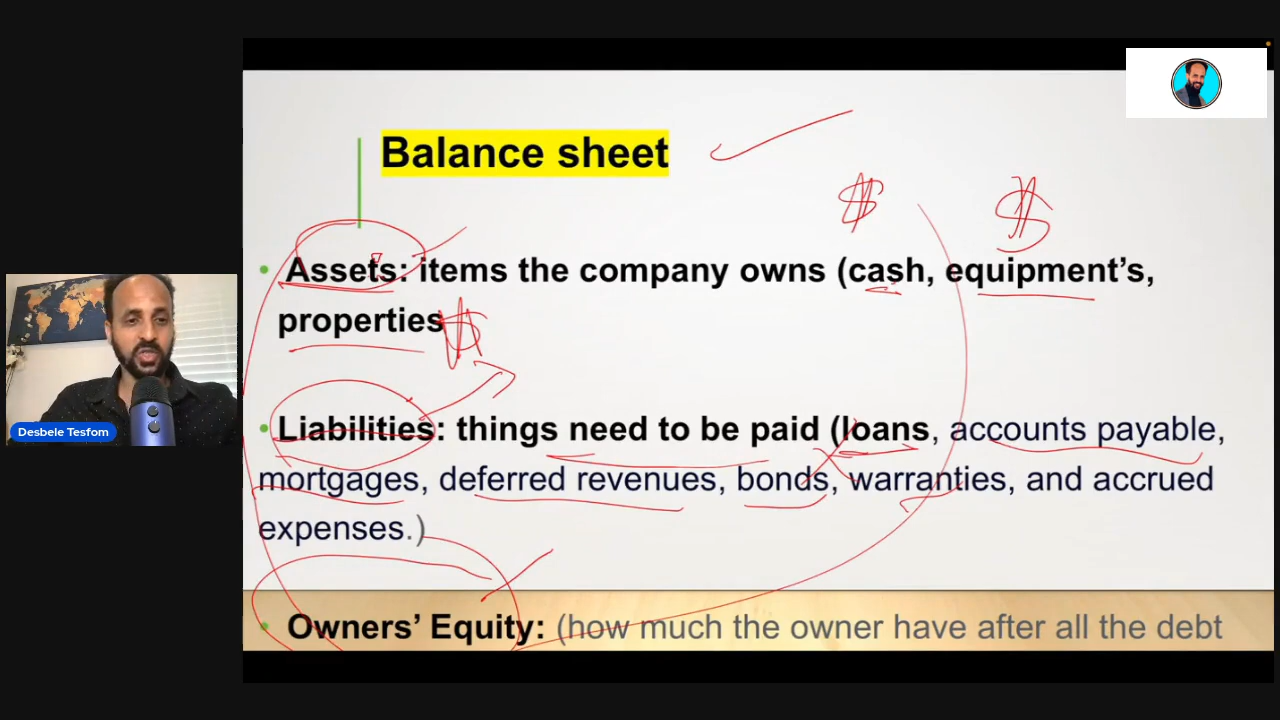 Balance sheet
$ $
• Assets: items the company owns (cash, equipment’s,
properties
$
• Liabilities: things need to be paid (loans, accounts payable,
mortgages, deferred revenues, bonds, warranties, and accrued
expenses.)
• Owners’ Equity: (how much the owner have after all the debt
Desbele Tesfom